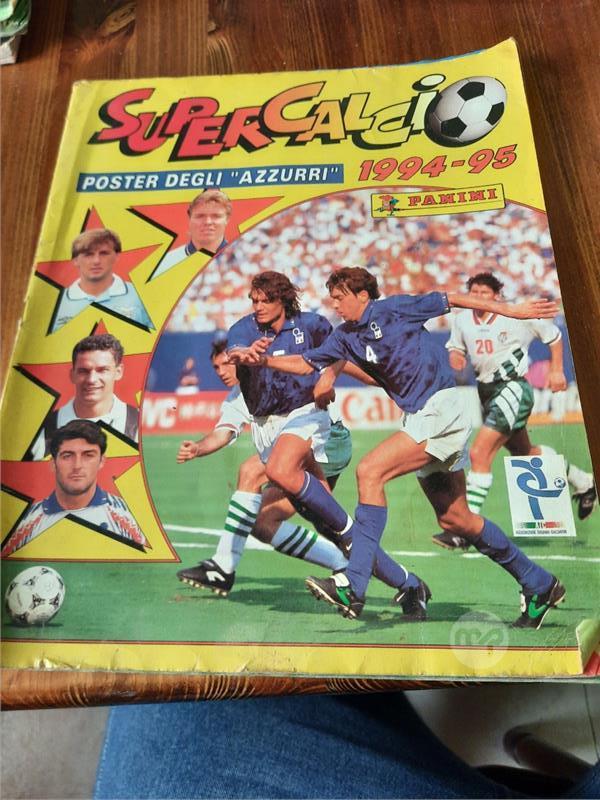 SUPERCALCIO
1994-95
POSTER DEGLI "AZZURRI"
PANINI
4
20